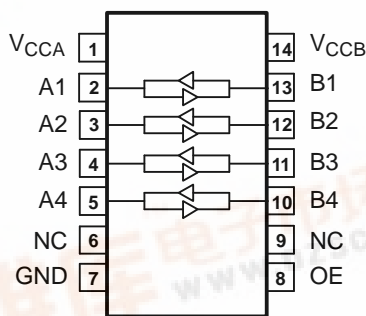 VCCA 1 14 VCCB
A1 2 13 B1
A2 3 12 B2
A3 4 11 B3
A4 5 10 B4
NC 6 9 NC
GND 7 8 OE